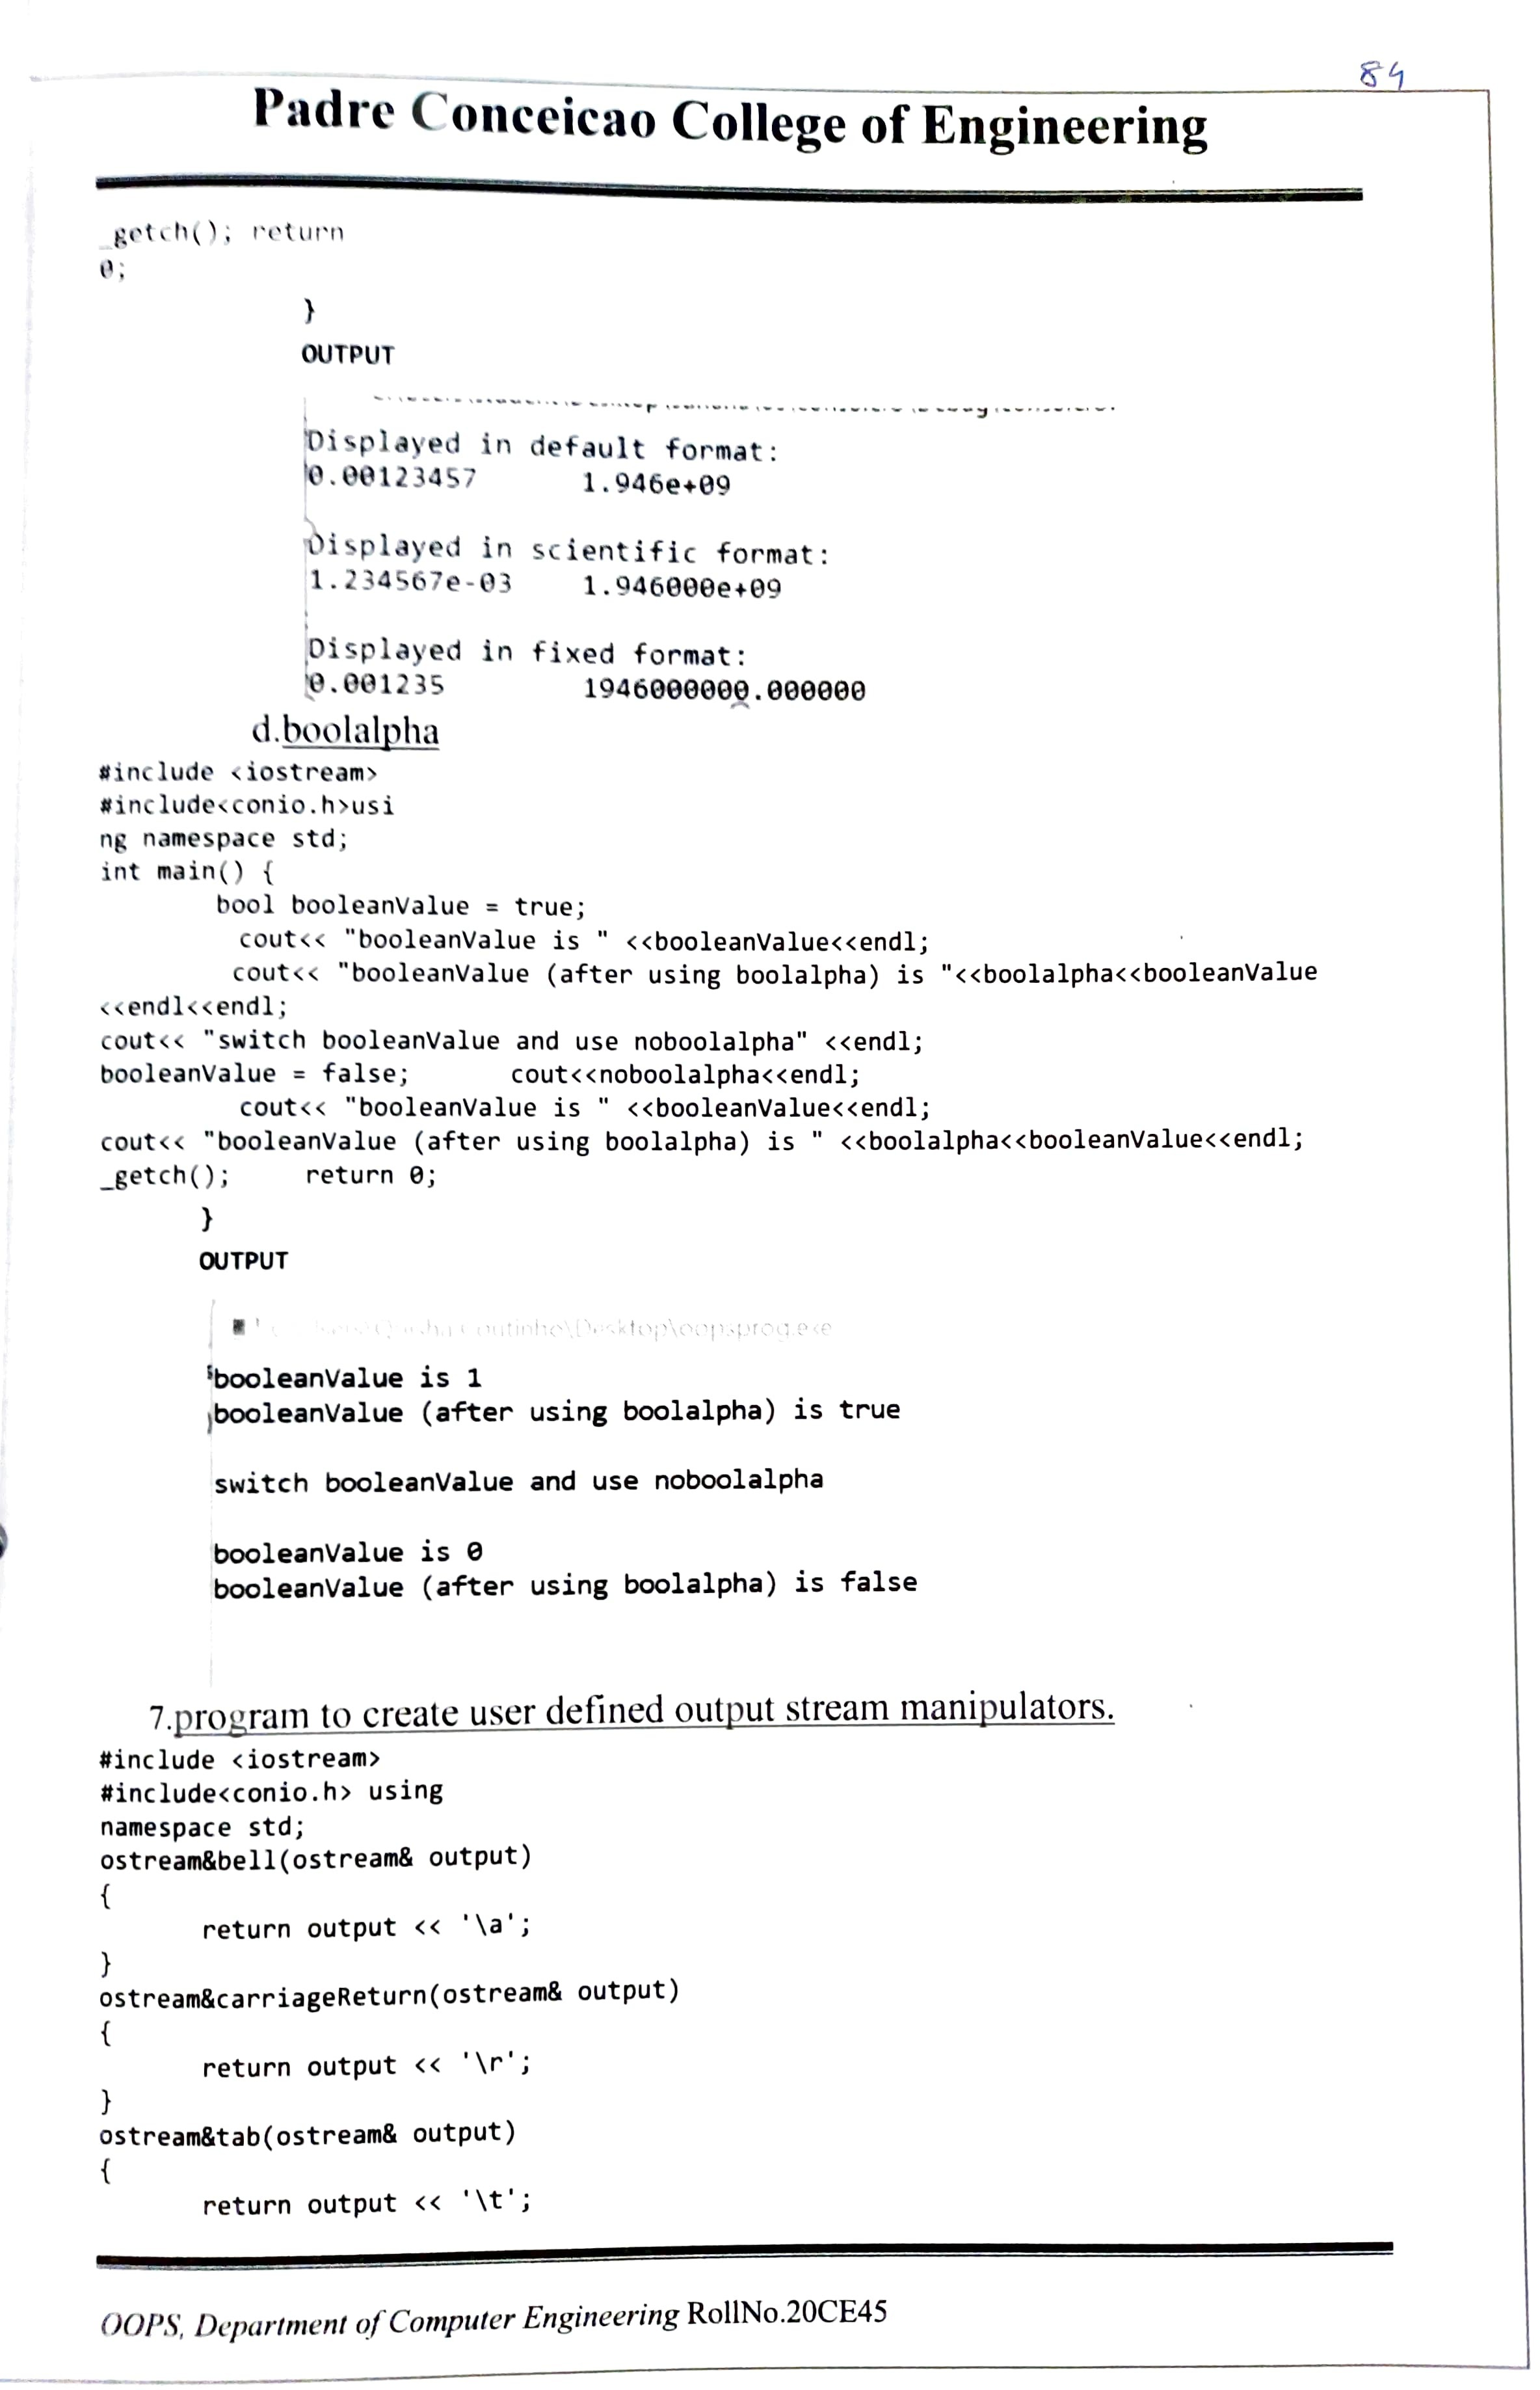 84
Padre Conceicao College of Engineering
_getch(); return
0;
}
OUTPUT
Displayed in default format:
0.00123457 1.946e+09
Displayed in scientific format:
1.234567e-03 1.946000e+09
Displayed in fixed format:
0.001235 1946000000.000000
d.boolalpha
#include <iostream>
#include<conio.h>usi
ng namespace std;
int main() {
bool booleanValue = true;
cout<< "booleanValue is " <<booleanValue<<endl;
cout<< "booleanValue (after using boolalpha) is "<<boolalpha<<booleanValue
<<endl<<endl;
cout<< "switch booleanValue and use noboolalpha" <<endl;
booleanValue = false; cout<<noboolalpha<<endl;
cout<< "booleanValue is " <<booleanValue<<endl;
cout<< "booleanValue (after using boolalpha) is " <<boolalpha<<booleanValue<<endl;
_getch(); return 0;
}
OUTPUT
outinho\Desktop\oopsprog.exe
booleanValue is 1
booleanValue (after using boolalpha) is true
switch booleanValue and use noboolalpha
booleanValue is 0
booleanValue (after using boolalpha) is false
7.program to create user defined output stream manipulators.
#include <iostream>
#include<conio.h> using
namespace std;
ostream&bell(ostream& output)
{
return output << '\a';
}
ostream&carriageReturn(ostream& output)
{
return output << '\r';
}
ostream&tab(ostream& output)
{
return output << '\t';
OOPS, Department of Computer Engineering RollNo.20CE45